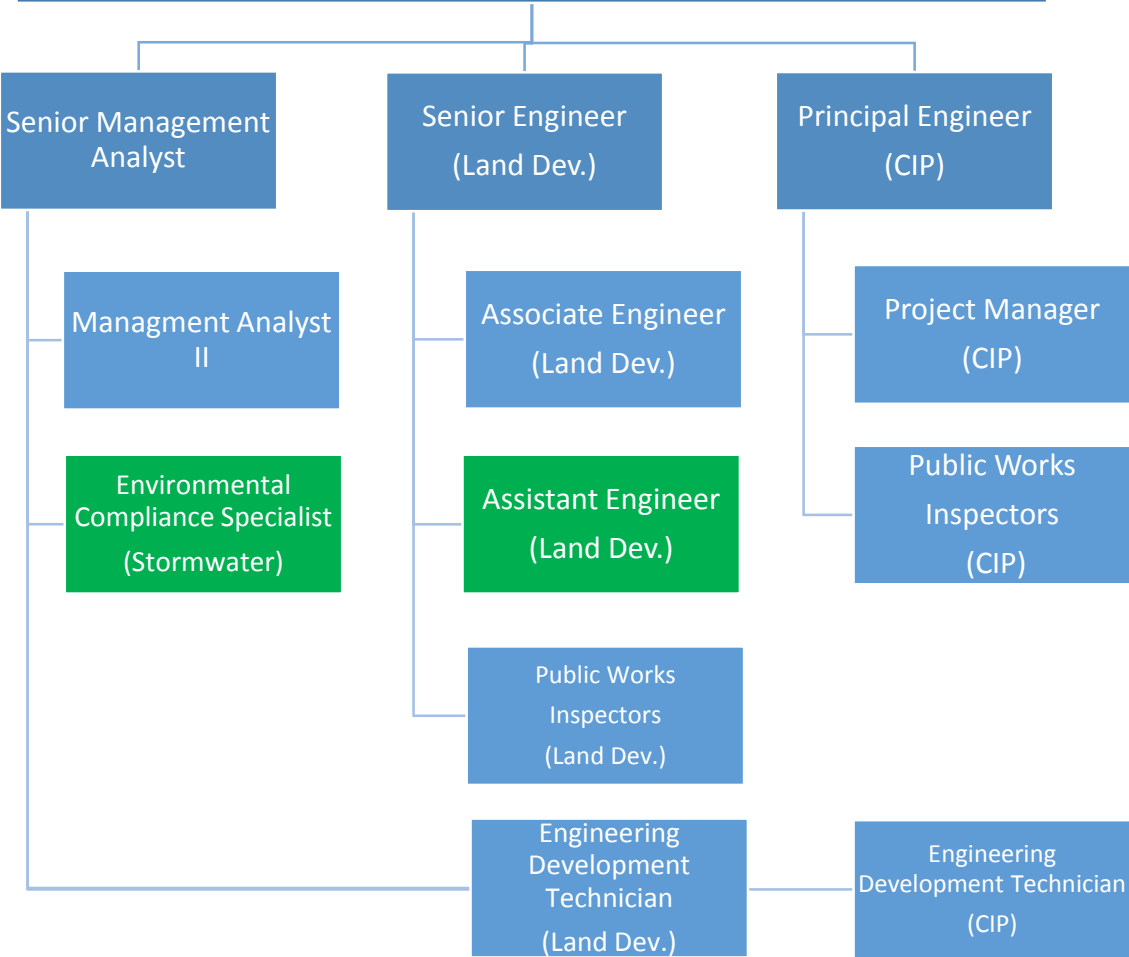 Senior Management
Analyst
Senior Engineer
(Land Dev.)
Principal Engineer
(CIP)
Managment Analyst
II
Associate Engineer
(Land Dev.)
Project Manager
(CIP)
Environmental
Compliance Specialist
(Stormwater)
Assistant Engineer
(Land Dev.)
Public Works
Inspectors
(CIP)
Public Works
Inspectors
(Land Dev.)
Engineering
Development
Technician
(Land Dev.)
Engineering
Development Technician
(CIP)